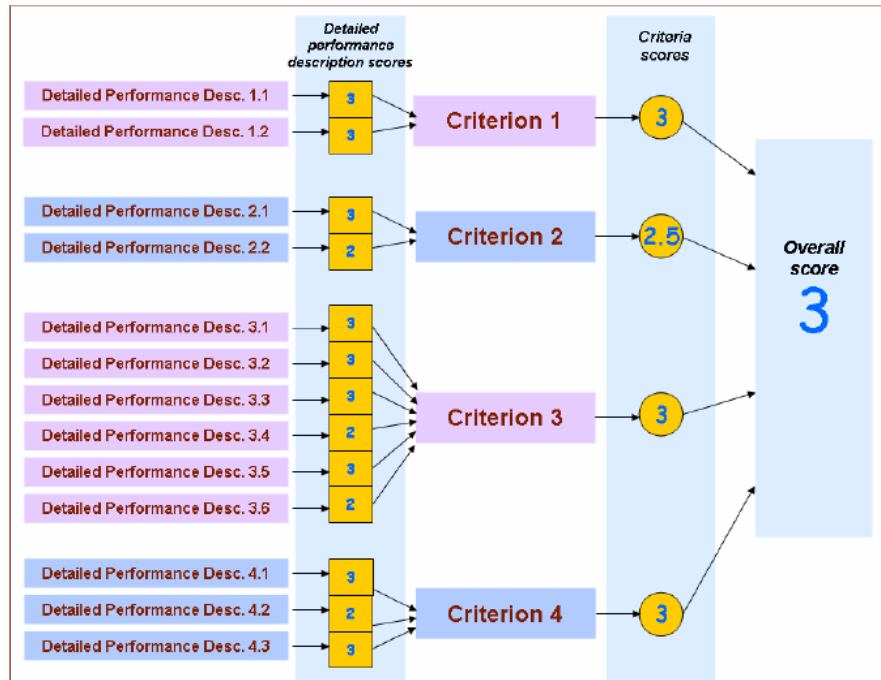 Detailed
performance
description scores
Criteria
scores
Detailed Performance Desc. 1.1
3
Detailed Performance Desc. 1.2
3
Criterion 1
3
Detailed Performance Desc. 2.1
3
Detailed Performance Desc. 2.2
2
Criterion 2
2.5
Overall
score
3
Detailed Performance Desc. 3.1
3
Detailed Performance Desc. 3.2
3
Detailed Performance Desc. 3.3
3
Detailed Performance Desc. 3.4
2
Detailed Performance Desc. 3.5
3
Detailed Performance Desc. 3.6
2
Criterion 3
3
Detailed Performance Desc. 4.1
3
Detailed Performance Desc. 4.2
2
Detailed Performance Desc. 4.3
3
Criterion 4
3